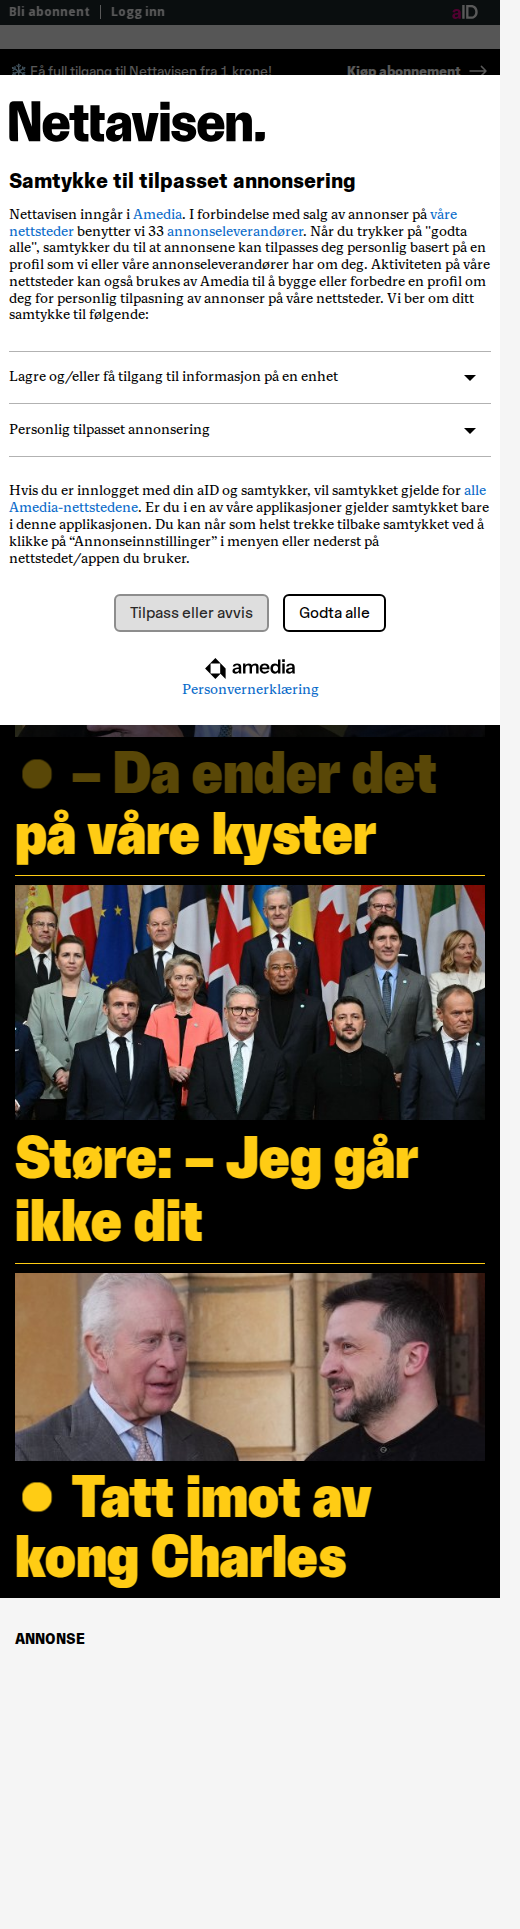 Bli abonnent
Logg inn
aID
Få full tilgang til Nettavisen fra 1 krone!
Kjøp abonnement
Nettavisen.
Samtykke til tilpasset annonsering
Nettavisen inngår i Amedia. I forbindelse med salg av annonser på våre
nettsteder benytter vi 33 annonseleverandører. Når du trykker på "godta
alle", samtykker du til at annonsene kan tilpasses deg personlig basert på en
profil som vi eller våre annonseleverandører har om deg. Aktiviteten på våre
nettsteder kan også brukes av Amedia til å bygge eller forbedre en profil om
deg for personlig tilpasning av annonser på våre nettsteder. Vi ber om ditt
samtykke til følgende:
Lagre og/eller få tilgang til informasjon på en enhet
Personlig tilpasset annonsering
Hvis du er innlogget med din aID og samtykker, vil samtykket gjelde for alle
Amedia-nettstedene. Er du i en av våre applikasjoner gjelder samtykket bare
i denne applikasjonen. Du kan når som helst trekke tilbake samtykket ved å
klikke på “Annonseinnstillinger” i menyen eller nederst på
nettstedet/appen du bruker.
Tilpass eller avvis
Godta alle
amedia
Personvernerklæring
– Da ender det
på våre kyster
Støre: – Jeg går
ikke dit
Tatt imot av
kong Charles
ANNONSE